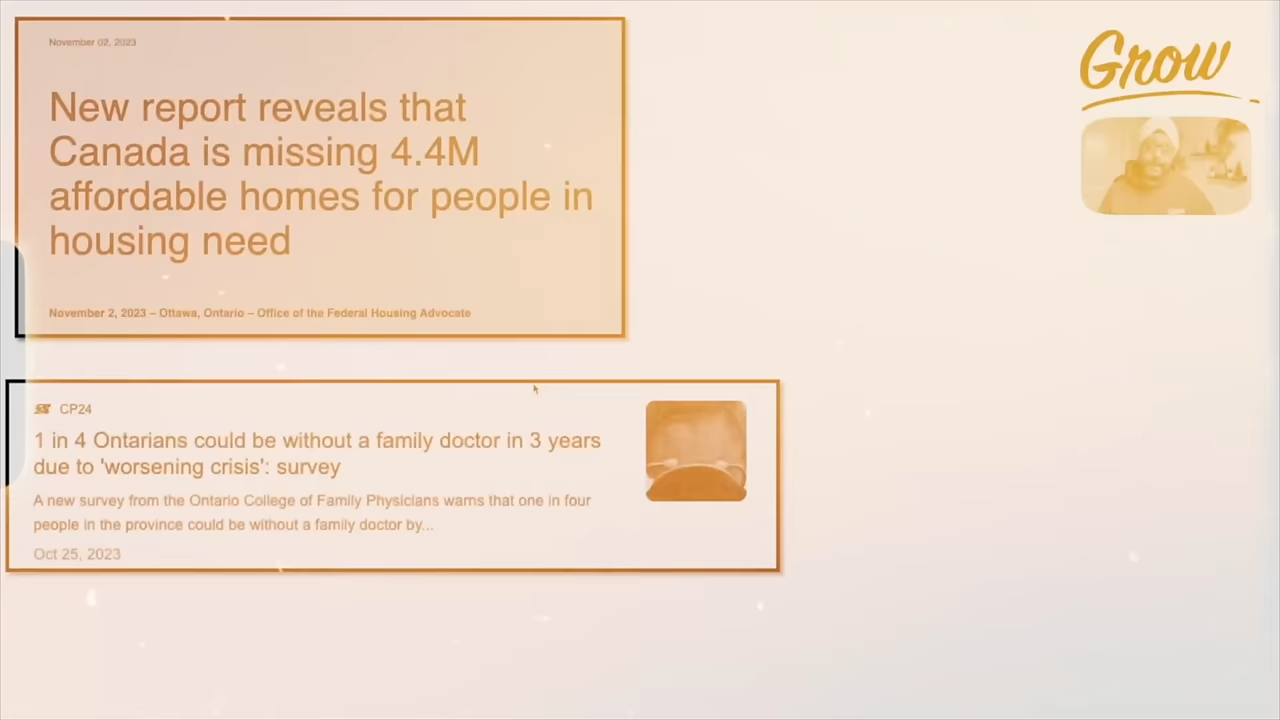 November 02, 2023
New report reveals that
Canada is missing 4.4M
affordable homes for people in
housing need
November 2, 2023 – Ottawa, Ontario – Office of the Federal Housing Advocate
Grow
CP24
1 in 4 Ontarians could be without a family doctor in 3 years
due to 'worsening crisis': survey
A new survey from the Ontario College of Family Physicians warns that one in four
people in the province could be without a family doctor by...
Oct 25, 2023